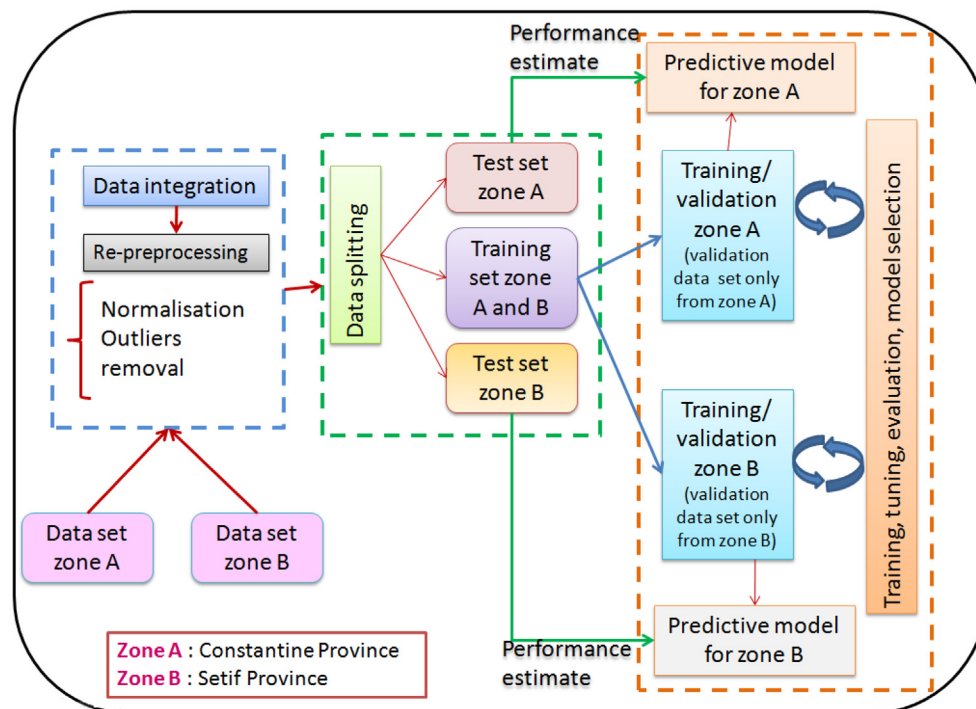 Data integration
Re-preprocessing
Normalisation
Outliers
removal
Data set
zone A
Data set
zone B
Data splitting
Test set
zone A
Training
set zone
A and B
Test set
zone B
Performance
estimate
Predictive model
for zone A
Training/
validation
zone A
(validation
data set only
from zone A)
Training/
validation
zone B
(validation
data set only
from zone B)
Training, tuning, evaluation, model selection
Performance
estimate
Predictive model
for zone B
Zone A : Constantine Province
Zone B : Setif Province